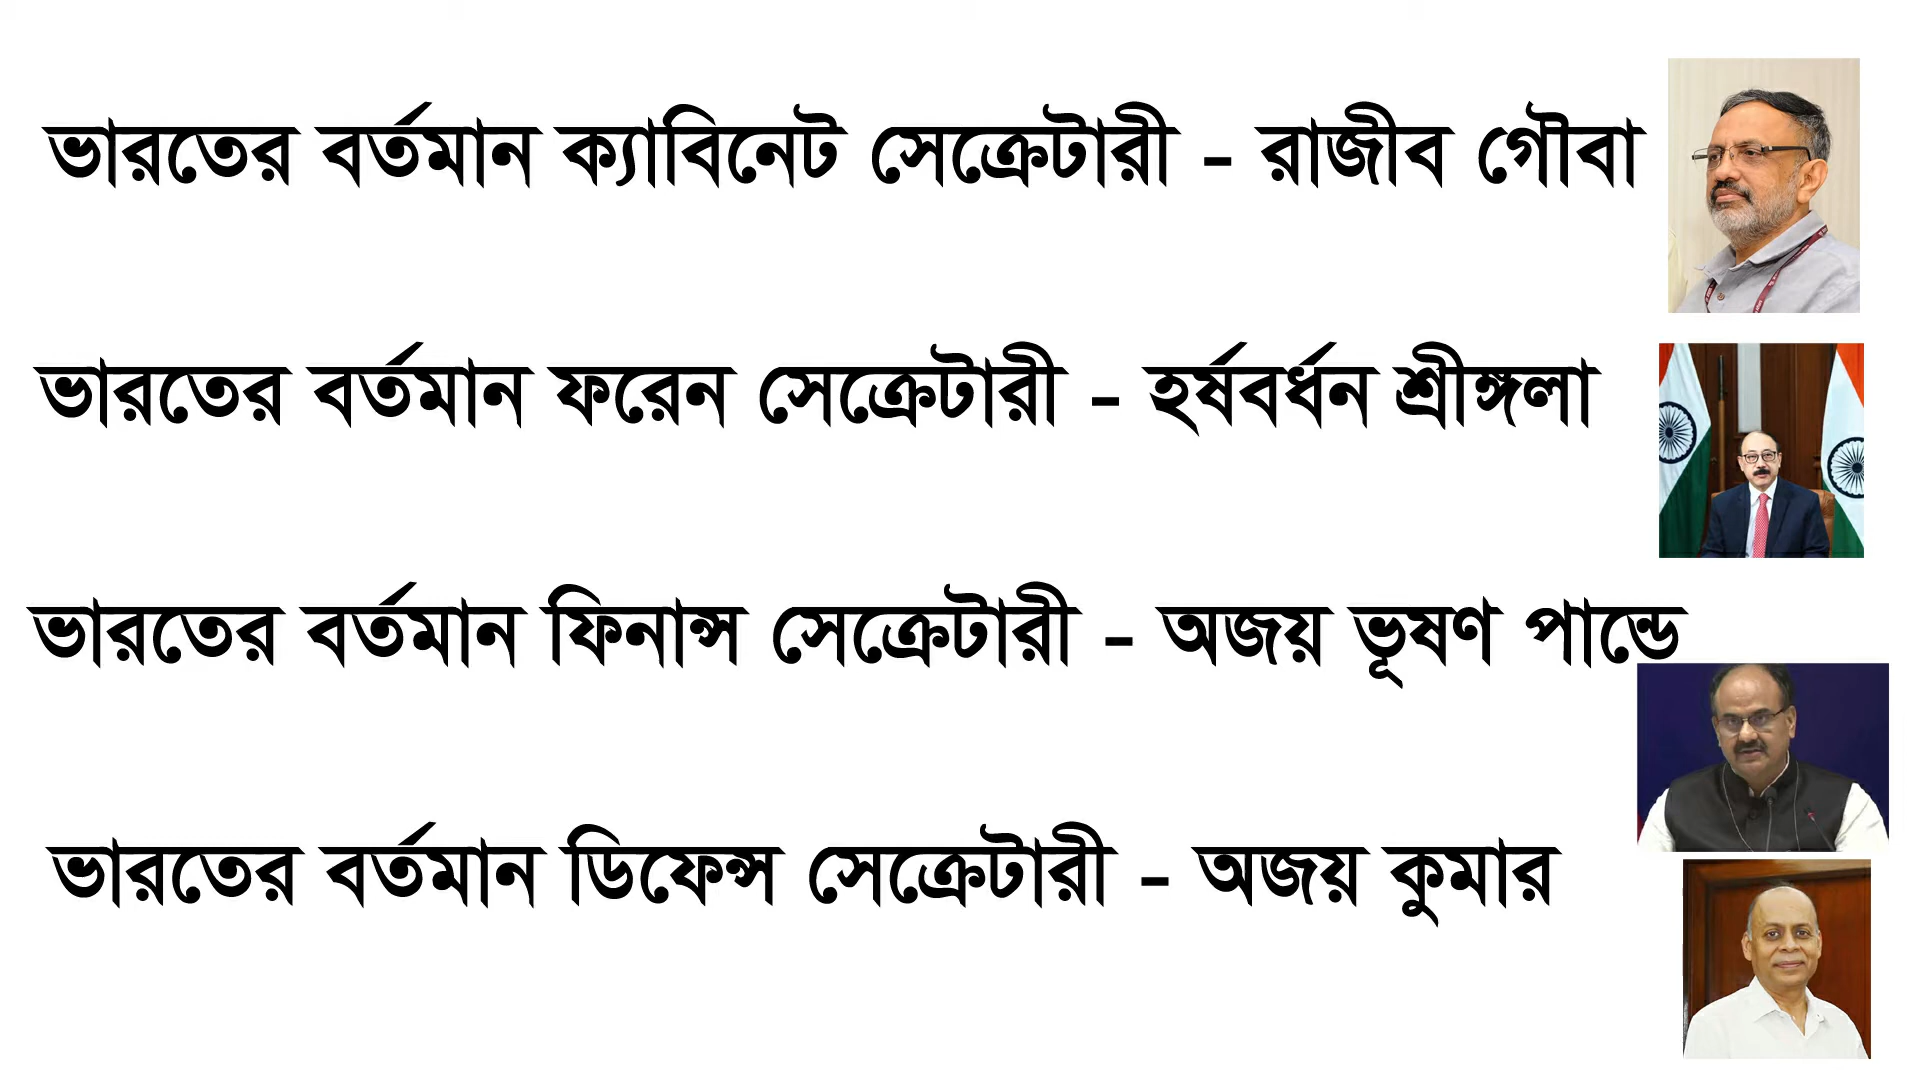 ভারতের বর্তমান ক্যাবিনেট সেক্রেটারী - রাজীব গৌবা
ভারতের বর্তমান ফরেন সেক্রেটারী - হর্ষবর্ধন শ্রীঙ্গলা
ভারতের বর্তমান ফিনান্স সেক্রেটারী - অজয় ভূষণ পান্ডে
ভারতের বর্তমান ডিফেন্স সেক্রেটারী - অজয় কুমার